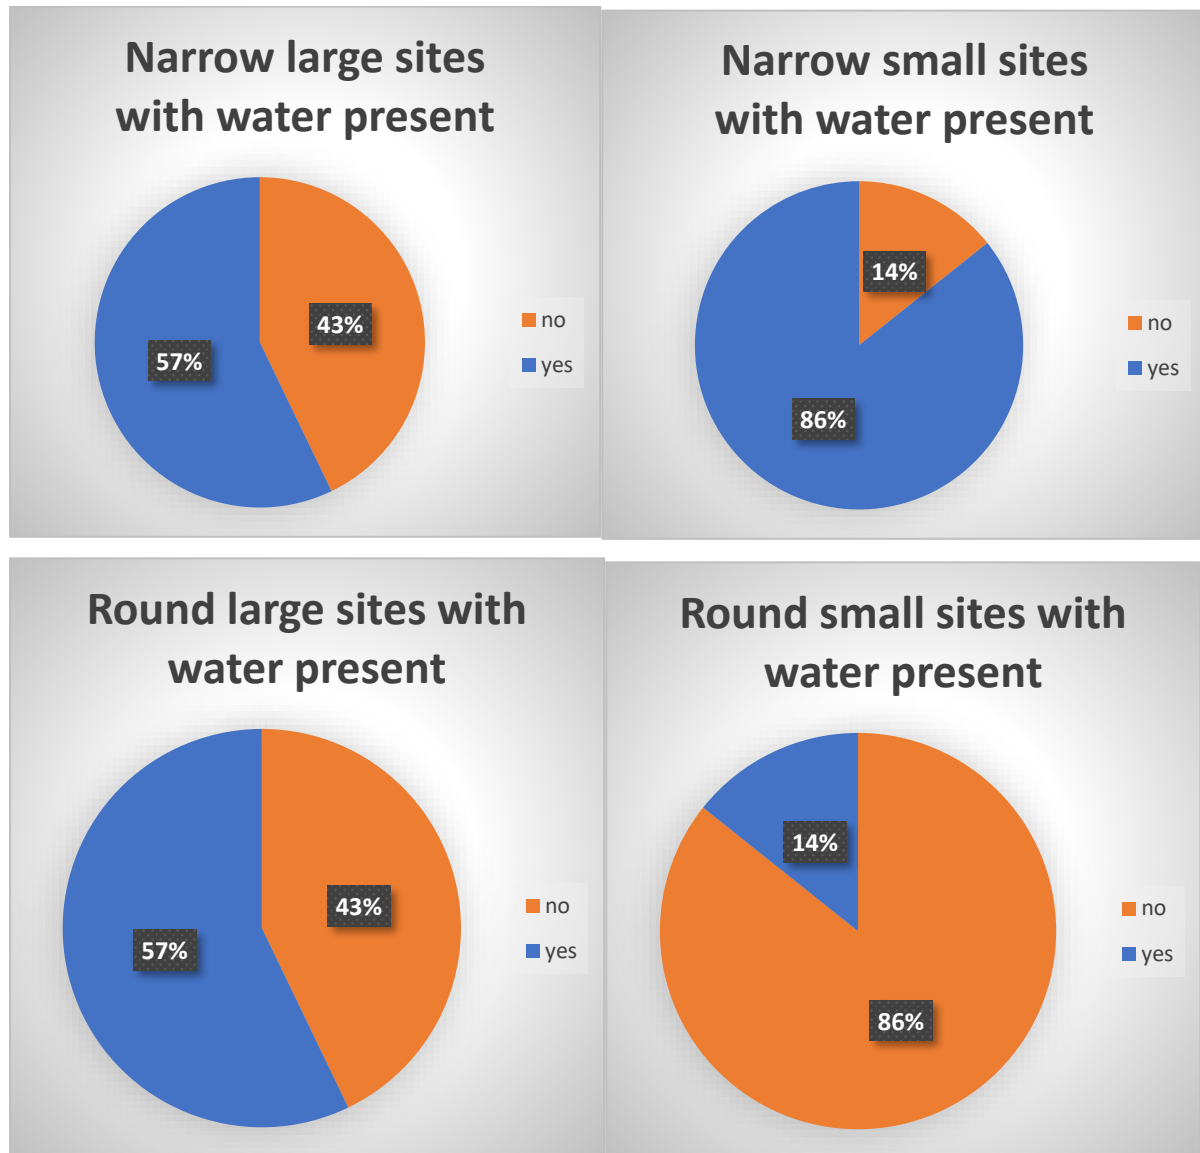 Narrow large sites
with water present
43%
57%
no
yes
Narrow small sites
with water present
14%
86%
no
yes
Round large sites with
water present
43%
57%
no
yes
Round small sites with
water present
14%
86%
no
yes